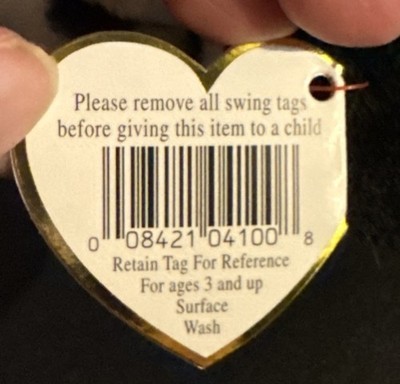 Please remove all swing tags
before giving this item to a child
0 08421 04100 8
Retain Tag For Reference
For ages 3 and up
Surface
Wash